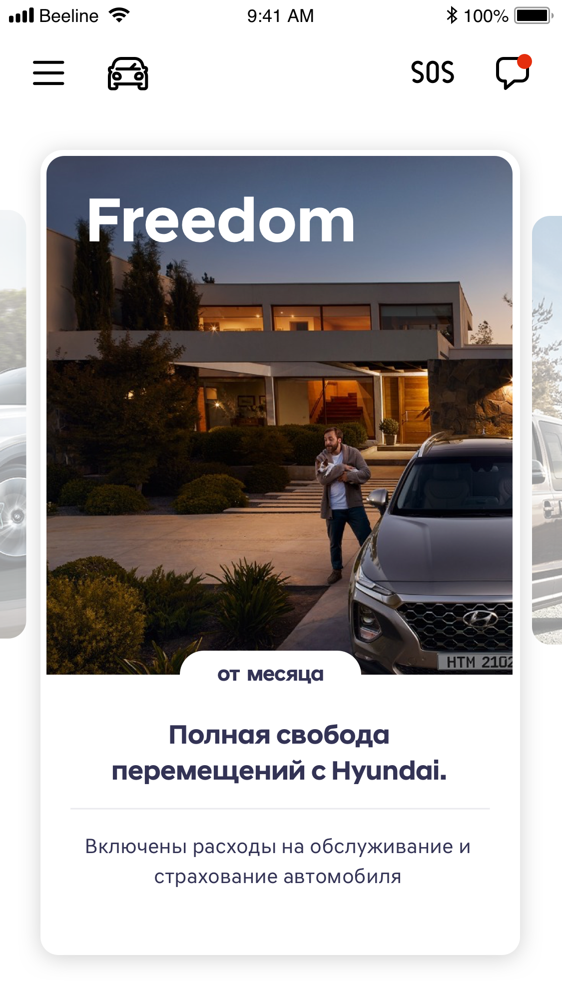 Beeline 9:41 AM 100%
SOS
Freedom
HTM 2102
от месяца
Полная свобода
перемещений с Hyundai.
Включены расходы на обслуживание и
страхование автомобиля